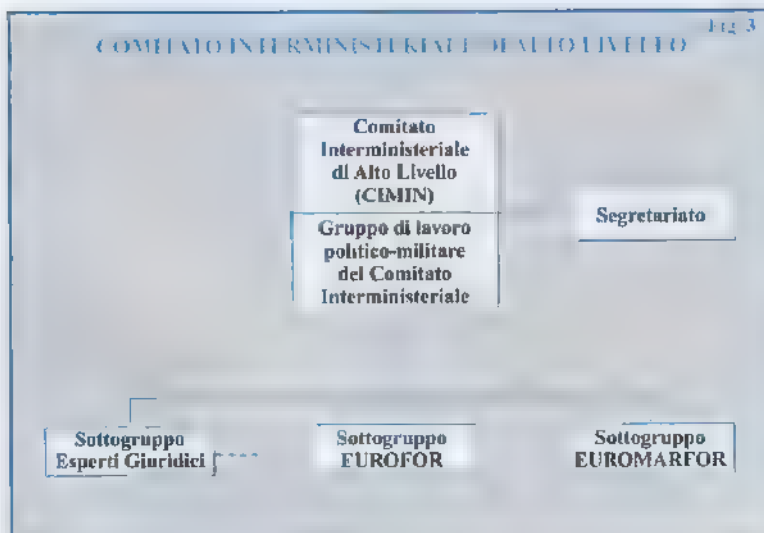 Fig. 3
COMITATO INTERMINISTERIALE DI ALTO LIVELLO
Comitato
Interministeriale
di Alto Livello
(CIMIN)
Gruppo di lavoro
politico-militare
del Comitato
Interministeriale
Segretariato
Sottogruppo
Esperti Giuridici
Sottogruppo
EUROFOR
Sottogruppo
EUROMARFOR